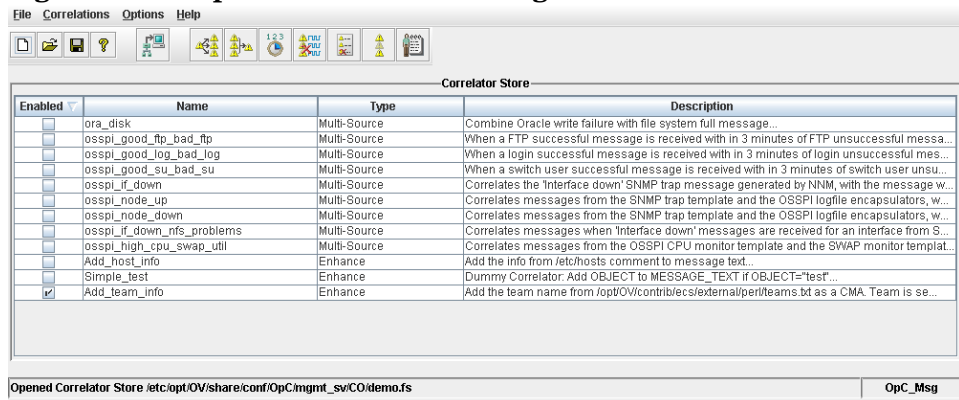 File Correlations Options Help
1 2 3
Correlator Store
Enabled Name Type Description
ora_disk Multi-Source Combine Oracle write failure with file system full message...
osspi_good_ftp_bad_ftp Multi-Source When a FTP successful message is received with in 3 minutes of FTP unsuccessful messa...
osspi_good_log_bad_log Multi-Source When a login successful message is received with in 3 minutes of login unsuccessful mes...
osspi_good_su_bad_su Multi-Source When a switch user successful message is received with in 3 minutes of switch user unsu...
osspi_if_down Multi-Source Correlates the 'Interface down' SNMP trap message generated by NNM, with the message w...
osspi_node_up Multi-Source Correlates messages from the SNMP trap template and the OSSPI logfile encapsulators, w...
osspi_node_down Multi-Source Correlates messages from the SNMP trap template and the OSSPI logfile encapsulators, w...
osspi_if_down_nfs_problems Multi-Source Correlates messages when 'Interface down' messages are received for an interface from S...
osspi_high_cpu_swap_util Multi-Source Correlates messages from the OSSPI CPU monitor template and the SWAP monitor templat...
Add_host_info Enhance Add the info from /etc/hosts comment to message text...
Simple_test Enhance Dummy Correlator: Add OBJECT to MESSAGE_TEXT if OBJECT="test"...
Add_team_info Enhance Add the team name from /opt/OV/contrib/ecs/external/perl/teams.txt as a CMA. Team is se...
Opened Correlator Store /etc/opt/OV/share/conf/OpC/mgmt_sv/CO/demo.fs OpC_Msg